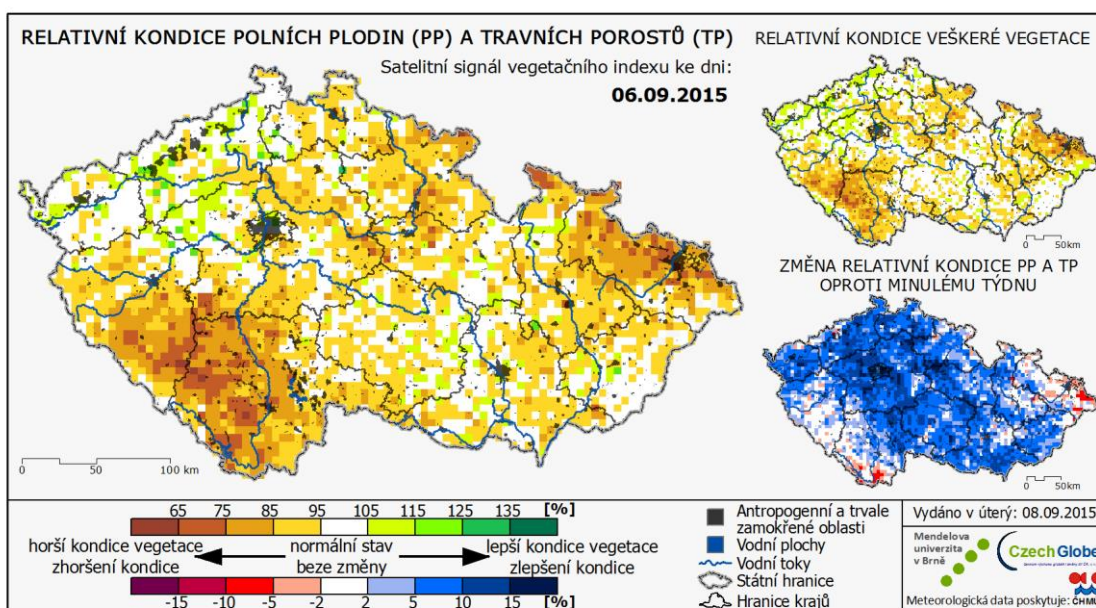 RELATIVNÍ KONDICE POLNÍCH PLODIN (PP) A TRAVNÍCH POROSTŮ (TP)
Satelitní signál vegetačního indexu ke dni:
06.09.2015
0 50 100 km
RELATIVNÍ KONDICE VEŠKERÉ VEGETACE
0 50km
ZMĚNA RELATIVNÍ KONDICE PP A TP
OPROTI MINULÉMU TÝDNU
0 50km
65 75 85 95 105 115 125 135 [%]
horší kondice vegetace normální stav lepší kondice vegetace
zhoršení kondice beze změny zlepšení kondice
-15 -10 -5 -2 2 5 10 15 [%]
Antropogenní a trvale
zamokřené oblasti
Vodní plochy
Vodní toky
Státní hranice
Hranice krajů
Vydáno v úterý: 08.09.2015
Mendelova
univerzita
v Brně
CzechGlobe
Meteorologická data poskytuje: ČHMÚ